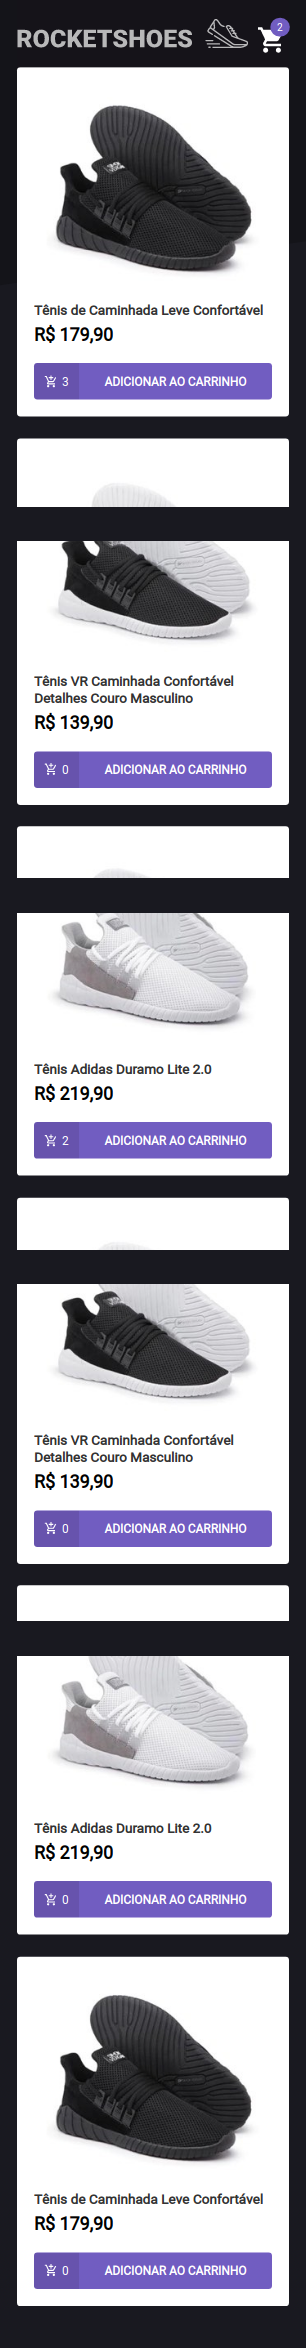 ROCKETSHOES
2
Tênis de Caminhada Leve Confortável
R$ 179,90
3 ADICIONAR AO CARRINHO
Tênis VR Caminhada Confortável
Detalhes Couro Masculino
R$ 139,90
0 ADICIONAR AO CARRINHO
Tênis Adidas Duramo Lite 2.0
R$ 219,90
2 ADICIONAR AO CARRINHO
Tênis VR Caminhada Confortável
Detalhes Couro Masculino
R$ 139,90
0 ADICIONAR AO CARRINHO
Tênis Adidas Duramo Lite 2.0
R$ 219,90
0 ADICIONAR AO CARRINHO
Tênis de Caminhada Leve Confortável
R$ 179,90
0 ADICIONAR AO CARRINHO